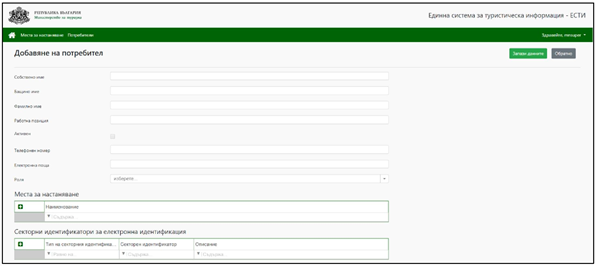 РЕПУБЛИКА БЪЛГАРИЯ
Министерство на туризма
Единна система за туристическа информация - ЕСТИ
Места за настаняване Потребители
Здравейте,
Добавяне на потребител
Запази данните Обратно
Собствено име
Бащино име
Фамилно име
Работна позиция
Активен
Телефонен номер
Електронна поща
Роля
изберете...
Места за настаняване
Наименование
Съдържа
Секторни идентификатори за електронна идентификация
Тип на секторния идентифика... Секторен идентификатор Описание
Равно на Съдържа Съдържа